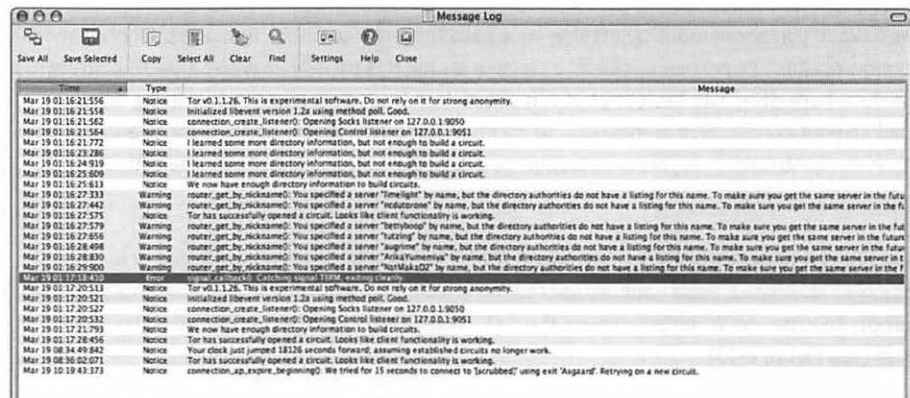 Message Log
Save All Save Selected Copy Select All Clear Find Settings Help Close
Time Type Message
Mar 19 01:16:21:556 Notice Tor v0.1.1.26. This is experimental software. Do not rely on it for strong anonymity.
Mar 19 01:16:21:558 Notice Initialized libevent version 1.2a using method poll. Good.
Mar 19 01:16:21:562 Notice connection_create_listener(): Opening Socks listener on 127.0.0.1:9050
Mar 19 01:16:21:564 Notice connection_create_listener(): Opening Control listener on 127.0.0.1:9051
Mar 19 01:16:21:772 Notice I learned some more directory information, but not enough to build a circuit.
Mar 19 01:16:23:286 Notice I learned some more directory information, but not enough to build a circuit.
Mar 19 01:16:24:919 Notice I learned some more directory information, but not enough to build a circuit.
Mar 19 01:16:25:609 Notice I learned some more directory information, but not enough to build a circuit.
Mar 19 01:16:25:613 Notice We now have enough directory information to build circuits.
Mar 19 01:16:27:333 Warning router_get_by_nickname(): You specified a server "limelight" by name, but the directory authorities do not have a listing for this name. To make sure you get the same server in the futu
Mar 19 01:16:27:442 Warning router_get_by_nickname(): You specified a server "ncdutorone" by name, but the directory authorities do not have a listing for this name. To make sure you get the same server in the fu
Mar 19 01:16:27:575 Notice Tor has successfully opened a circuit. Looks like client functionality is working.
Mar 19 01:16:27:579 Warning router_get_by_nickname(): You specified a server "bettyboop" by name, but the directory authorities do not have a listing for this name. To make sure you get the same server in the fut
Mar 19 01:16:27:656 Warning router_get_by_nickname(): You specified a server "tutzing" by name, but the directory authorities do not have a listing for this name. To make sure you get the same server in the future
Mar 19 01:16:28:498 Warning router_get_by_nickname(): You specified a server "augrime" by name, but the directory authorities do not have a listing for this name. To make sure you get the same server in the future
Mar 19 01:16:28:830 Warning router_get_by_nickname(): You specified a server "ArikaYumemiya" by name, but the directory authorities do not have a listing for this name. To make sure you get the same server in t
Mar 19 01:16:29:900 Warning router_get_by_nickname(): You specified a server by name, but the directory authorities do not have a listing for this name. To make sure you get the same server in the f
Mar 19 01:17:18:410 Error signal_callback(): Catching signal TERM, exiting cleanly.
Mar 19 01:17:20:513 Notice Tor v0.1.1.26. This is experimental software. Do not rely on it for strong anonymity.
Mar 19 01:17:20:521 Notice Initialized libevent version 1.2a using method poll. Good.
Mar 19 01:17:20:527 Notice connection_create_listener(): Opening Socks listener on 127.0.0.1:9050
Mar 19 01:17:20:532 Notice connection_create_listener(): Opening Control listener on 127.0.0.1:9051
Mar 19 01:17:21:793 Notice We now have enough directory information to build circuits.
Mar 19 01:17:28:456 Notice Tor has successfully opened a circuit. Looks like client functionality is working.
Mar 19 08:34:49:842 Notice Your clock just jumped 18126 seconds forward; assuming established circuits no longer work.
Mar 19 08:36:02:071 Notice Tor has successfully opened a circuit. Looks like client functionality is working.
Mar 19 10:19:43:373 Notice connection_ap_expire_beginning(): We tried for 15 seconds to connect to '[scrubbed]' using exit 'Asgaard'. Retrying on a new circuit.